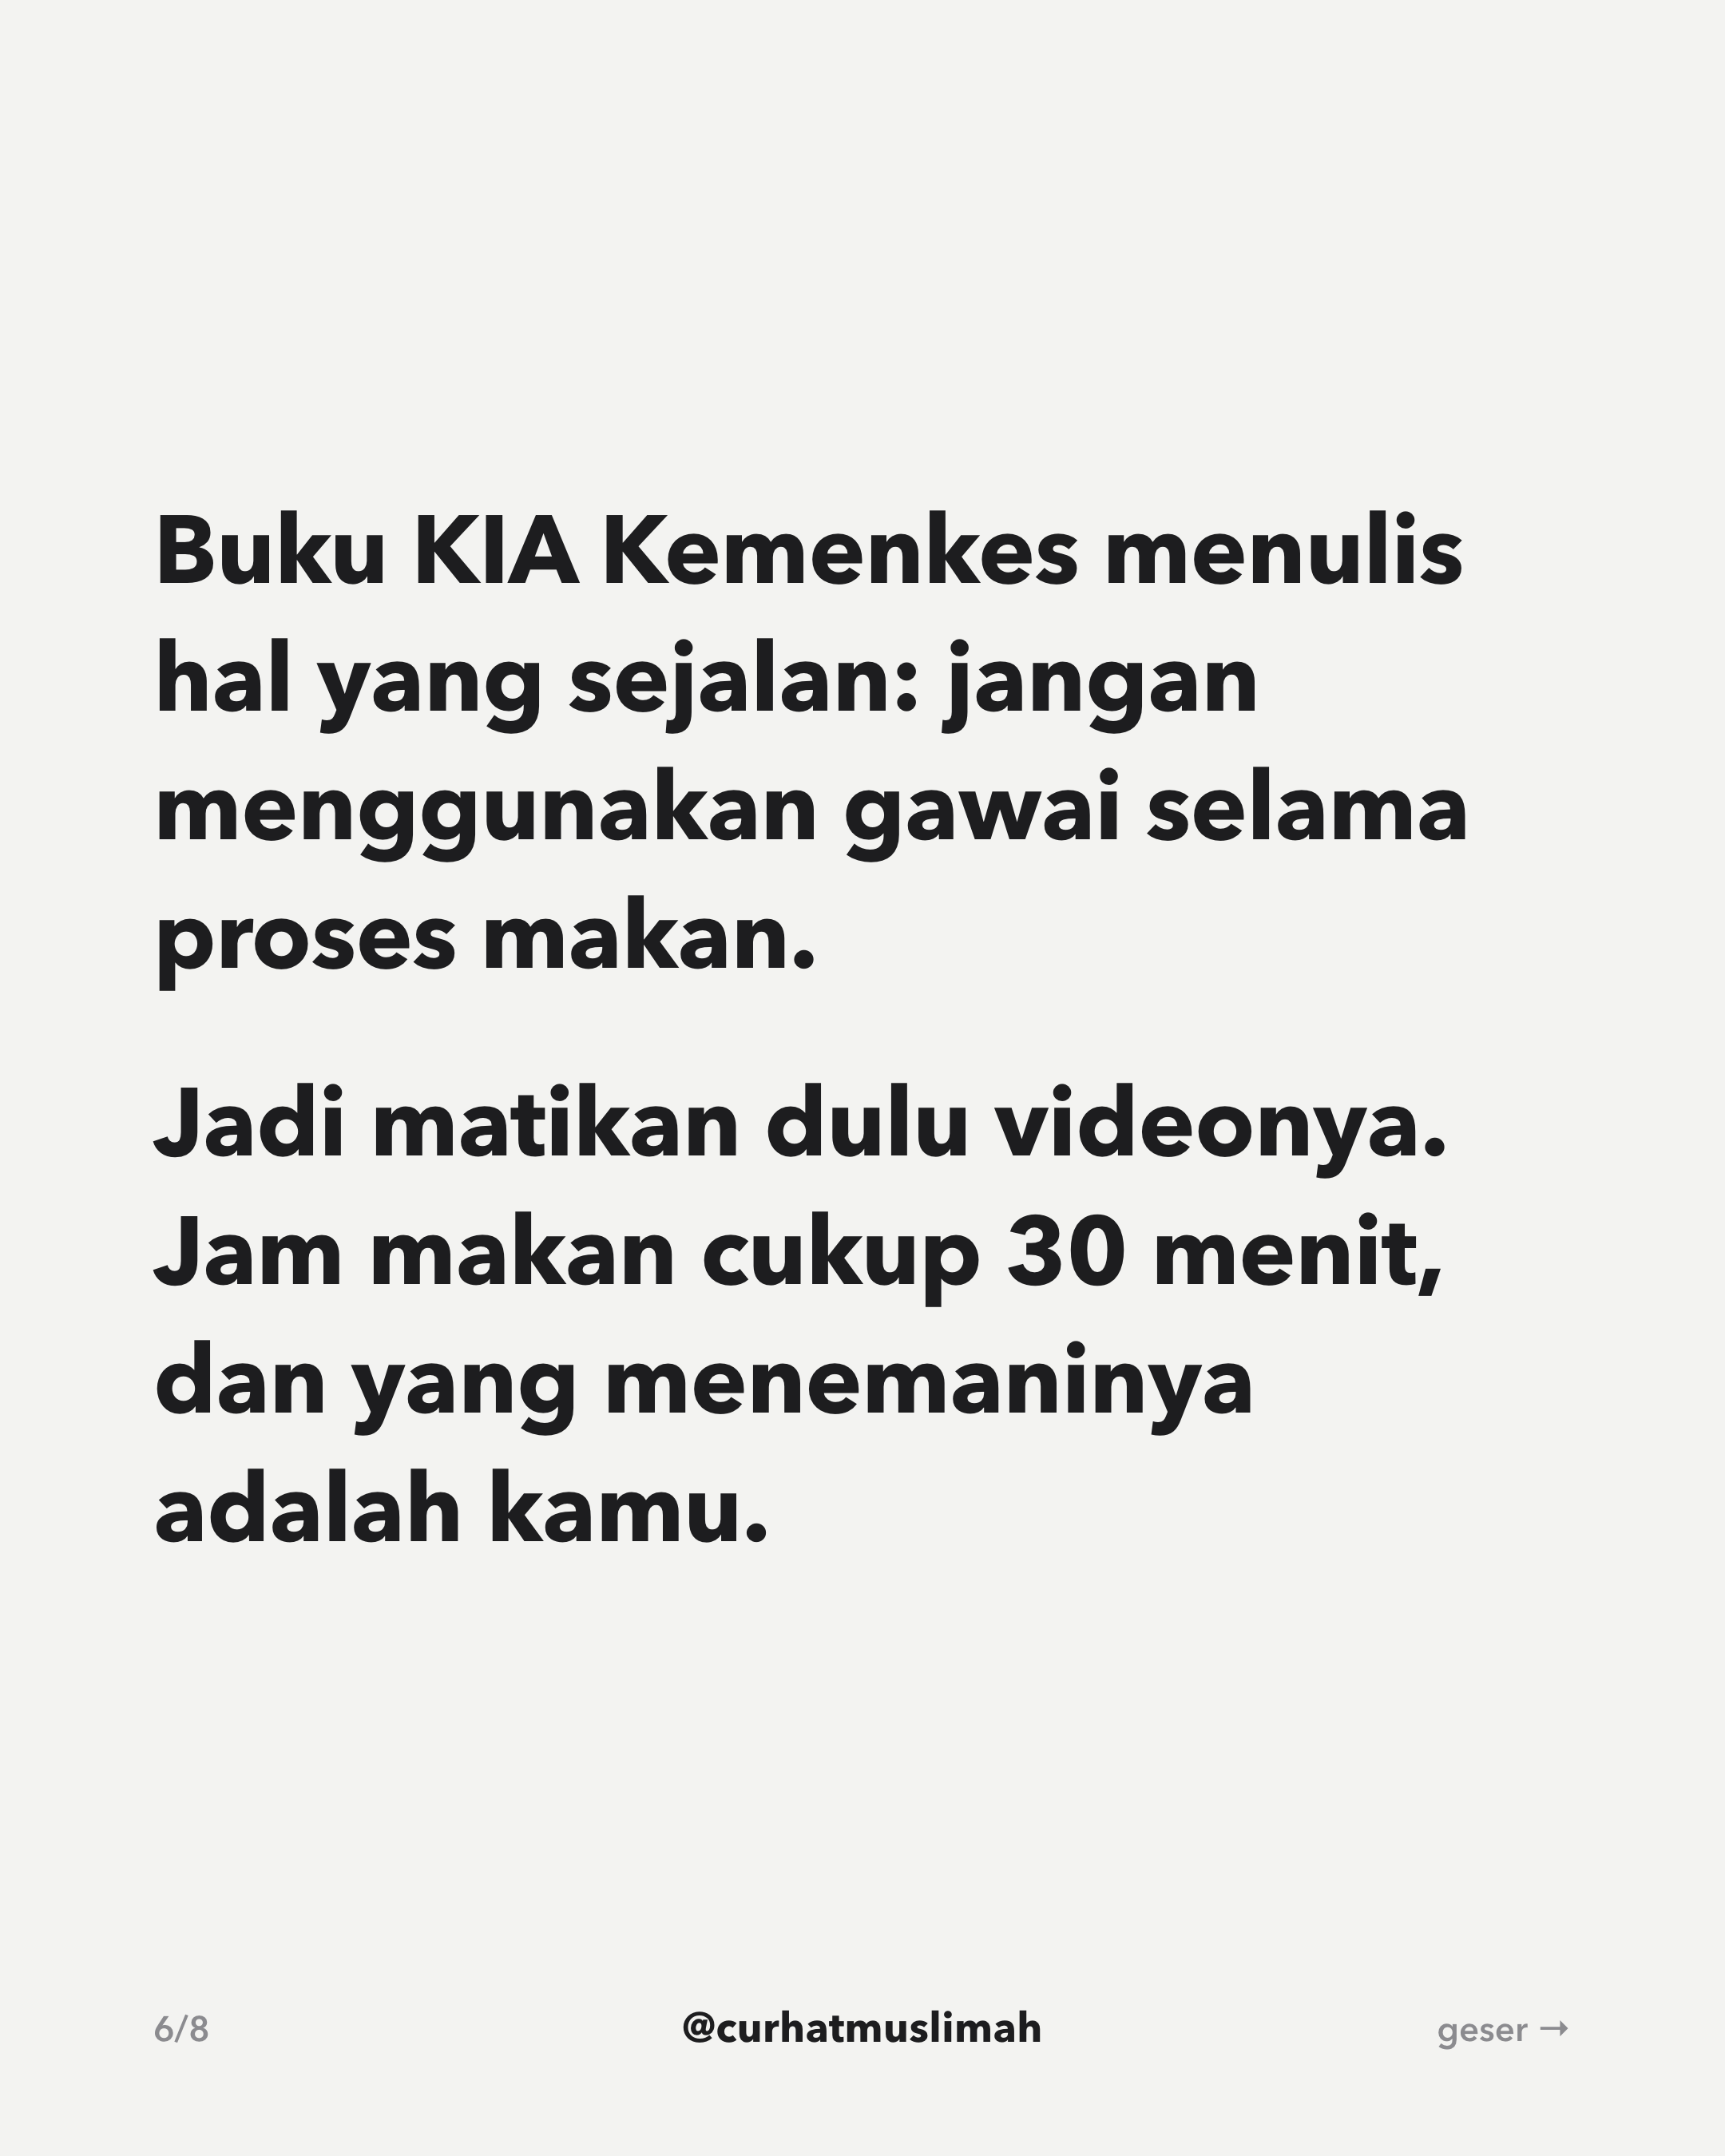 Buku KIA Kemenkes menulis
hal yang sejalan: jangan
menggunakan gawai selama
proses makan.
Jadi matikan dulu videonya.
Jam makan cukup 30 menit,
dan yang menemaninya
adalah kamu.
6/8
@curhatmuslimah
geser →